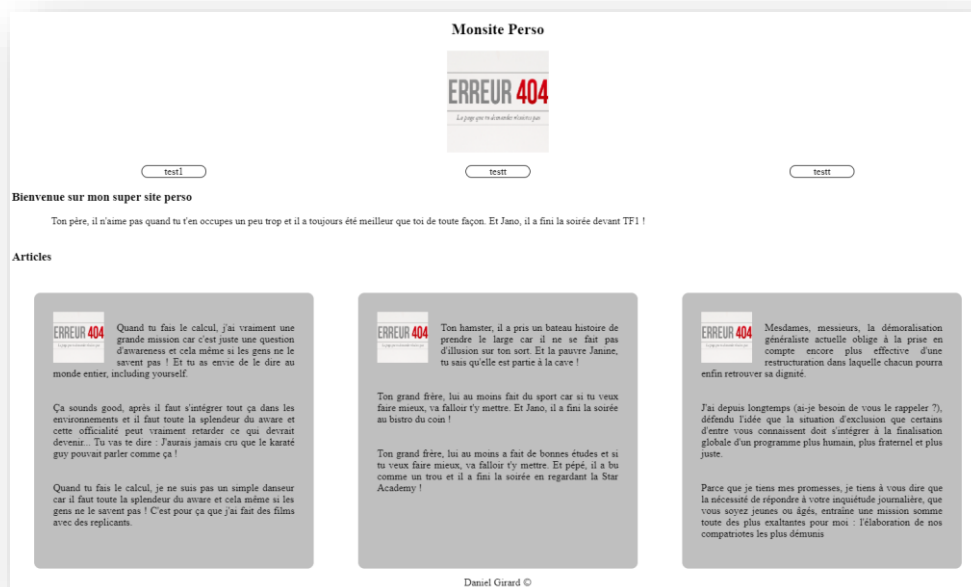 Monsite Perso
ERREUR 404
La page que tu demandes n'existe pas
test1
testt
testt
Bienvenue sur mon super site perso
Ton père, il n'aime pas quand tu t'en occupes un peu trop et il a toujours été meilleur que toi de toute façon. Et Jano, il a fini la soirée devant TF1 !
Articles
ERREUR 404
Quand tu fais le calcul, j'ai vraiment une
grande mission car c'est juste une question
d'awareness et cela même si les gens ne le
savent pas ! Et tu as envie de le dire au
monde entier, including yourself.
Ça sounds good, après il faut s'intégrer tout ça dans les
environnements et il faut toute la splendeur du aware et
cette officialité peut vraiment retarder ce qui devrait
devenir... Tu vas te dire : J'aurais jamais cru que le karaté
guy pouvait parler comme ça !
Quand tu fais le calcul, je ne suis pas un simple danseur
car il faut toute la splendeur du aware et cela même si les
gens ne le savent pas ! C'est pour ça que j'ai fait des films
avec des replicants.
ERREUR 404
Ton hamster, il a pris un bateau histoire de
prendre le large car il ne se fait pas
d'illusion sur ton sort. Et la pauvre Janine,
tu sais qu'elle est partie à la cave !
Ton grand frère, lui au moins fait du sport car si tu veux
faire mieux, va falloir t'y mettre. Et Jano, il a fini la soirée
au bistro du coin !
Ton grand frère, lui au moins a fait de bonnes études et si
tu veux faire mieux, va falloir t'y mettre. Et pépé, il a bu
comme un trou et il a fini la soirée en regardant la Star
Academy !
ERREUR 404
Mesdames, messieurs, la démoralisation
généraliste actuelle oblige à la prise en
compte encore plus effective d'une
restructuration dans laquelle chacun pourra
enfin retrouver sa dignité.
J'ai depuis longtemps (ai-je besoin de vous le rappeler ?),
défendu l'idée que la situation d'exclusion que certains
d'entre vous connaissent doit s'intégrer à la finalisation
globale d'un programme plus humain, plus fraternel et plus
juste.
Parce que je tiens mes promesses, je tiens à vous dire que
la nécessité de répondre à votre inquiétude journalière, que
vous soyez jeunes ou âgés, entraîne une mission somme
toute des plus exaltantes pour moi : l'élaboration de nos
compatriotes les plus démunis
Daniel Girard ©